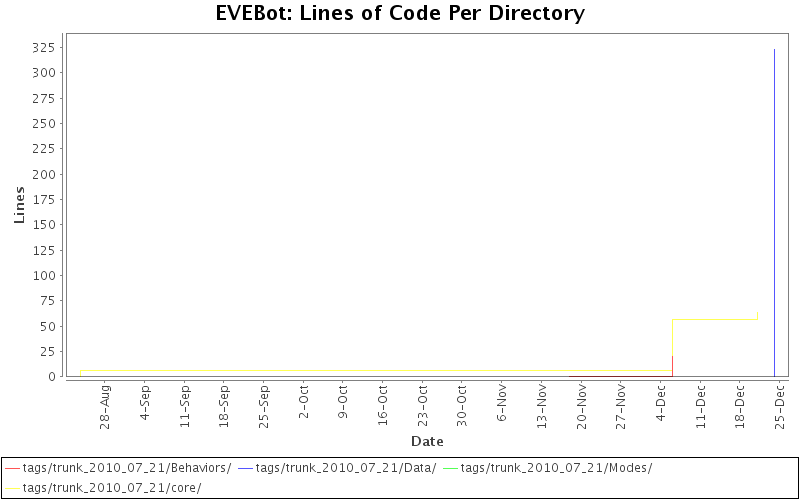 EVEBot: Lines of Code Per Directory
Lines
325
300
275
250
225
200
175
150
125
100
75
50
25
0
28-Aug
4-Sep
11-Sep
18-Sep
25-Sep
2-Oct
9-Oct
16-Oct
23-Oct
30-Oct
6-Nov
13-Nov
20-Nov
27-Nov
4-Dec
11-Dec
18-Dec
25-Dec
Date
tags/trunk_2010_07_21/Behaviors/ tags/trunk_2010_07_21/Data/ tags/trunk_2010_07_21/Modes/
tags/trunk_2010_07_21/core/